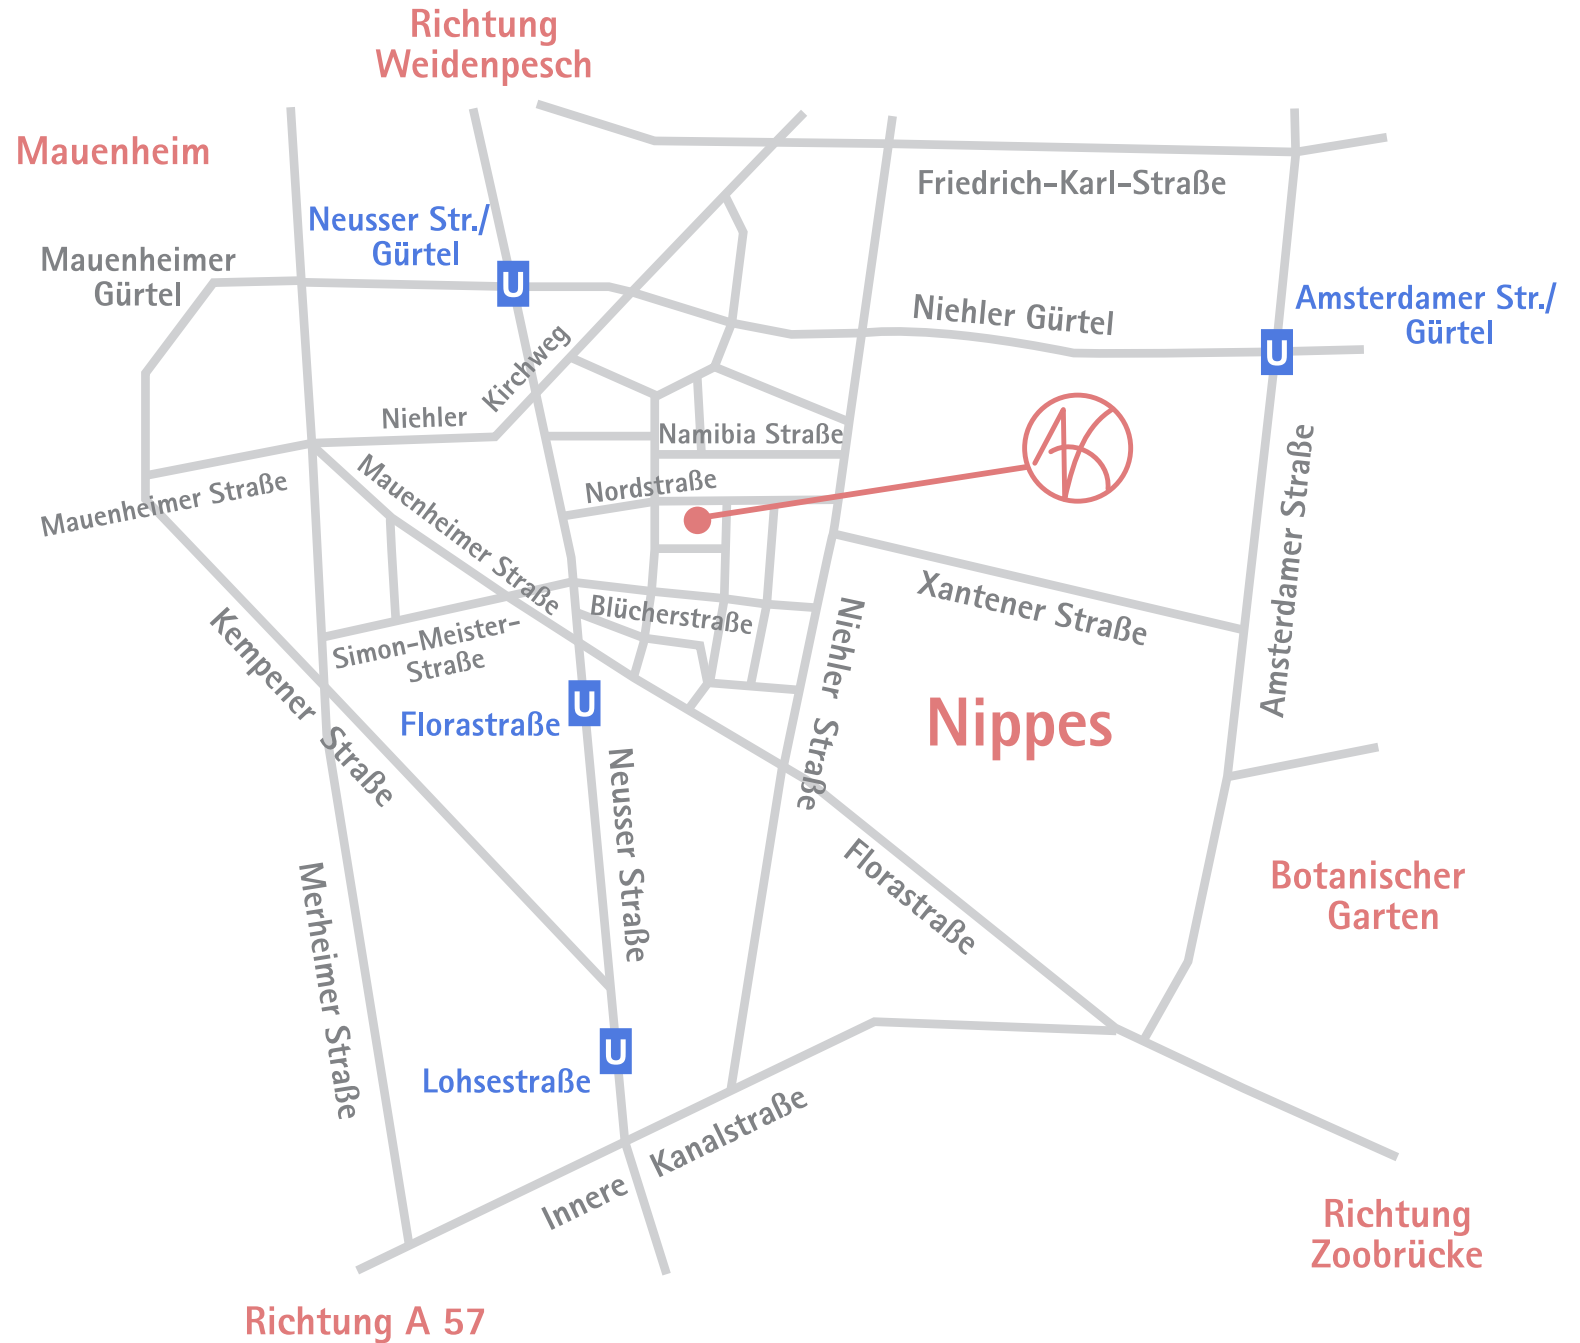 Richtung
Weidenpesch
Mauenheim
Friedrich-Karl-Straße
Neusser Str./
Gürtel
Mauenheimer
Gürtel
U
Niehler Gürtel
Amsterdamer Str./
Gürtel
U
Niehler Kirchweg
Namibia Straße
Nordstraße
Mauenheimer Straße
Mauenheimer Straße
Amsterdamer Straße
Xantener Straße
Blücherstraße
Simon-Meister-
Straße
Kempener Straße
Niehler Straße
Nippes
U
Florastraße
Neusser Straße
Florastraße
Merheimer Straße
Botanischer
Garten
U
Lohsestraße
Innere Kanalstraße
Richtung
Zoobrücke
Richtung A 57